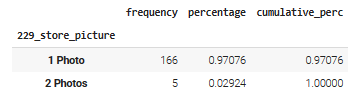 frequency percentage cumulative_perc
229_store_picture
1 Photo 166 0.97076 0.97076
2 Photos 5 0.02924 1.00000